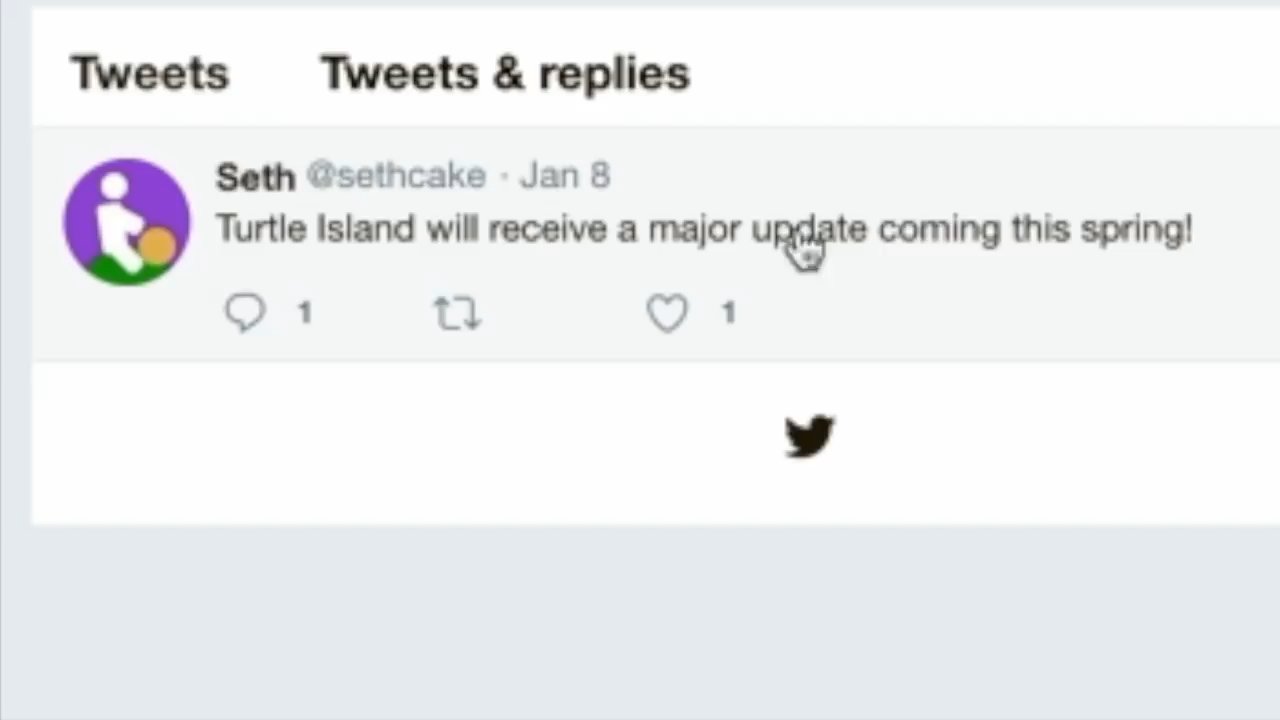 Tweets Tweets & replies
Seth @sethcake · Jan 8
Turtle Island will receive a major update coming this spring!
1 1